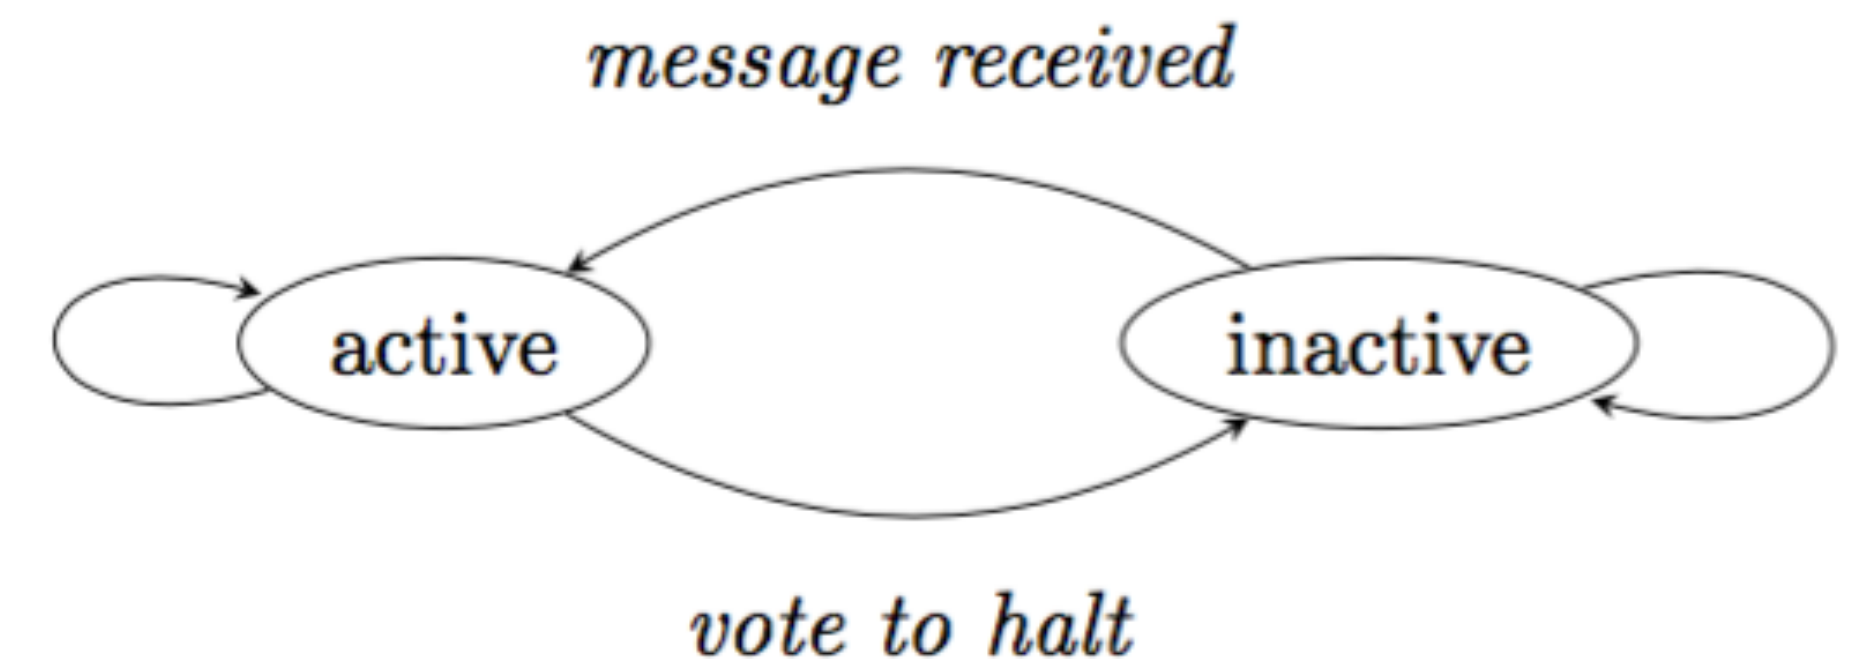 message received
active
inactive
vote to halt